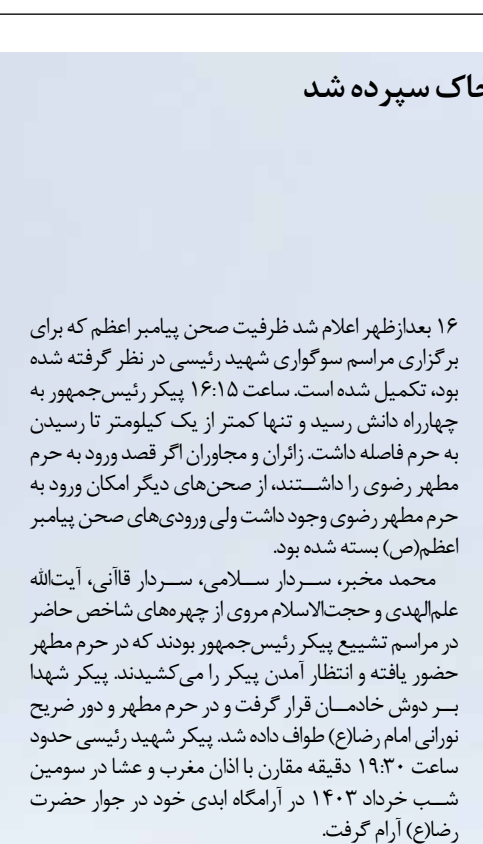 خاک سپرده شد
۱۶ بعدازظهر اعلام شد ظرفیت صحن پیامبر اعظم که برای
برگزاری مراسم سوگواری شهید رئیسی در نظر گرفته شده
بود، تکمیل شده است. ساعت ۱۶:۱۵ پیکر رئیس‌جمهور به
چهارراه دانش رسید و تنها کمتر از یک کیلومتر تا رسیدن
به حرم فاصله داشت. زائران و مجاوران اگر قصد ورود به حرم
مطهر رضوی را داشتند، از صحن‌های دیگر امکان ورود به
حرم مطهر رضوی وجود داشت ولی ورودی‌های صحن پیامبر
اعظم(ص) بسته شده بود.
محمد مخبر، سردار سلامی، سردار قاآنی، آیت‌الله
علم‌الهدی و حجت‌الاسلام مروی از چهره‌های شاخص حاضر
در مراسم تشییع پیکر رئیس‌جمهور بودند که در حرم مطهر
حضور یافته و انتظار آمدن پیکر را می‌کشیدند. پیکر شهدا
بر دوش خادمان قرار گرفت و در حرم مطهر و دور ضریح
نورانی امام رضا(ع) طواف داده شد. پیکر شهید رئیسی حدود
ساعت ۱۹:۳۰ دقیقه مقارن با اذان مغرب و عشا در سومین
شب خرداد ۱۴۰۳ در آرامگاه ابدی خود در جوار حضرت
رضا(ع) آرام گرفت.